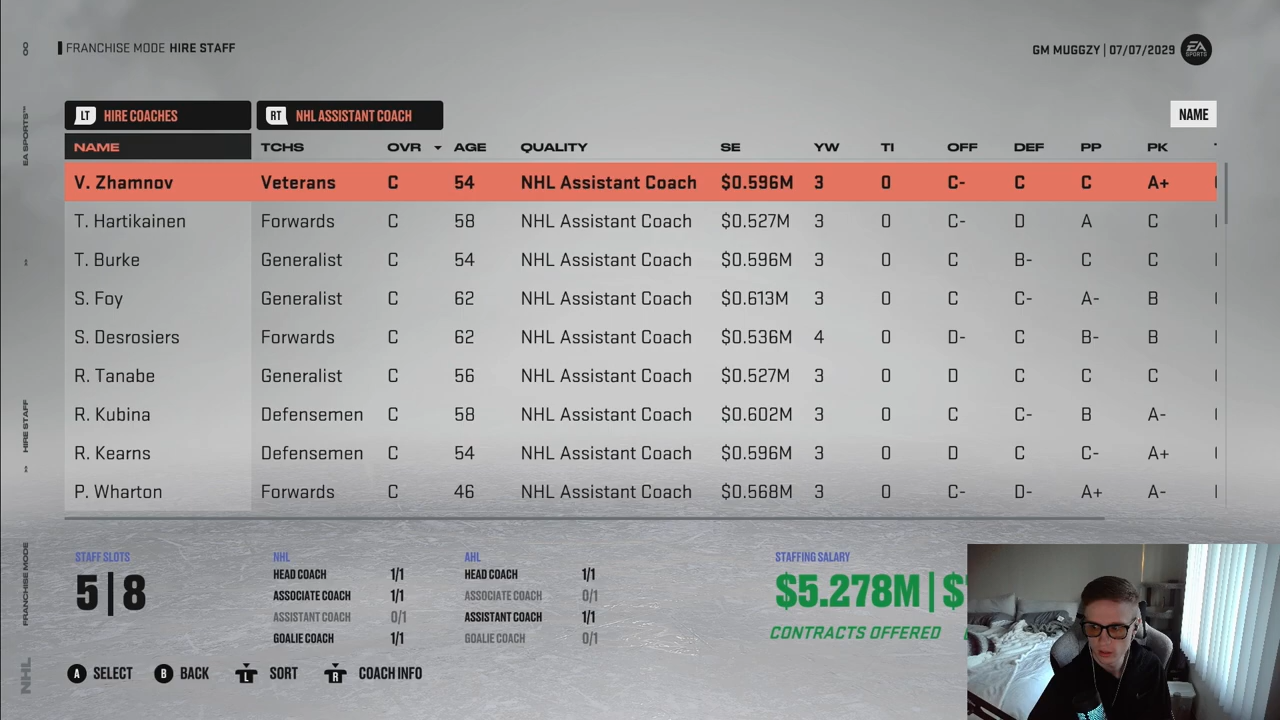 FRANCHISE MODE HIRE STAFF
GM MUGGZY | 07/07/2029
EA SPORTS
LT HIRE COACHES RT NHL ASSISTANT COACH NAME
NAME TCHS OVR AGE QUALITY SE YW TI OFF DEF PP PK
V. Zhamnov Veterans C 54 NHL Assistant Coach $0.596M 3 0 C- C C A+
T. Hartikainen Forwards C 58 NHL Assistant Coach $0.527M 3 0 C- D A C
T. Burke Generalist C 54 NHL Assistant Coach $0.596M 3 0 C B- C C
S. Foy Generalist C 62 NHL Assistant Coach $0.613M 3 0 C C- A- B
S. Desrosiers Forwards C 62 NHL Assistant Coach $0.536M 4 0 D- C B- B
R. Tanabe Generalist C 56 NHL Assistant Coach $0.527M 3 0 D C C C
R. Kubina Defensemen C 58 NHL Assistant Coach $0.602M 3 0 C C- B A-
R. Kearns Defensemen C 54 NHL Assistant Coach $0.596M 3 0 D C C- A+
P. Wharton Forwards C 46 NHL Assistant Coach $0.568M 3 0 C- D- A+ A-
STAFF SLOTS
5|8
NHL
HEAD COACH 1/1
ASSOCIATE COACH 1/1
ASSISTANT COACH 0/1
GOALIE COACH 1/1
AHL
HEAD COACH 1/1
ASSOCIATE COACH 0/1
ASSISTANT COACH 1/1
GOALIE COACH 0/1
STAFFING SALARY
$5.278M|$
CONTRACTS OFFERED
A SELECT B BACK L SORT R COACH INFO
EA SPORTS™
HIRE STAFF
FRANCHISE MODE
NHL